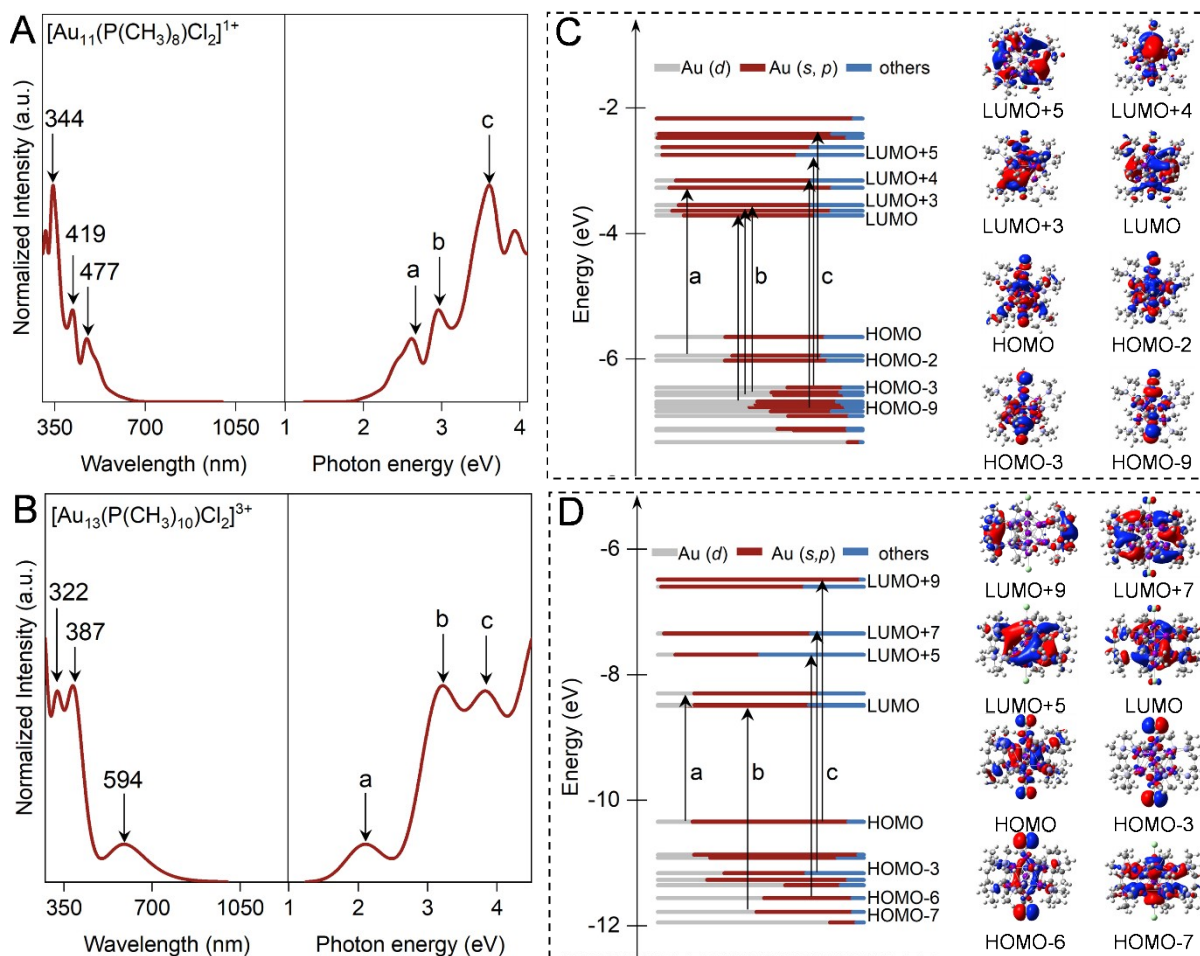 A
[Au₁₁(P(CH₃)₈)Cl₂]¹⁺
Normalized Intensity (a.u.)
344
419
477
a
b
c
350 700 1050 1 2 3 4
Wavelength (nm) Photon energy (eV)
B
[Au₁₃(P(CH₃)₁₀)Cl₂]³⁺
Normalized Intensity (a.u.)
322
387
594
a
b
c
350 700 1050 1 2 3 4
Wavelength (nm) Photon energy (eV)
C
Au (d) Au (s, p) others
Energy (eV)
-2
-4
-6
LUMO+5
LUMO+4
LUMO+3
LUMO
a b c
HOMO
HOMO-2
HOMO-3
HOMO-9
LUMO+5 LUMO+4
LUMO+3 LUMO
HOMO HOMO-2
HOMO-3 HOMO-9
D
Au (d) Au (s,p) others
Energy (eV)
-6
-8
-10
-12
LUMO+9
LUMO+7
LUMO+5
LUMO
a b c
HOMO
HOMO-3
HOMO-6
HOMO-7
LUMO+9 LUMO+7
LUMO+5 LUMO
HOMO HOMO-3
HOMO-6 HOMO-7